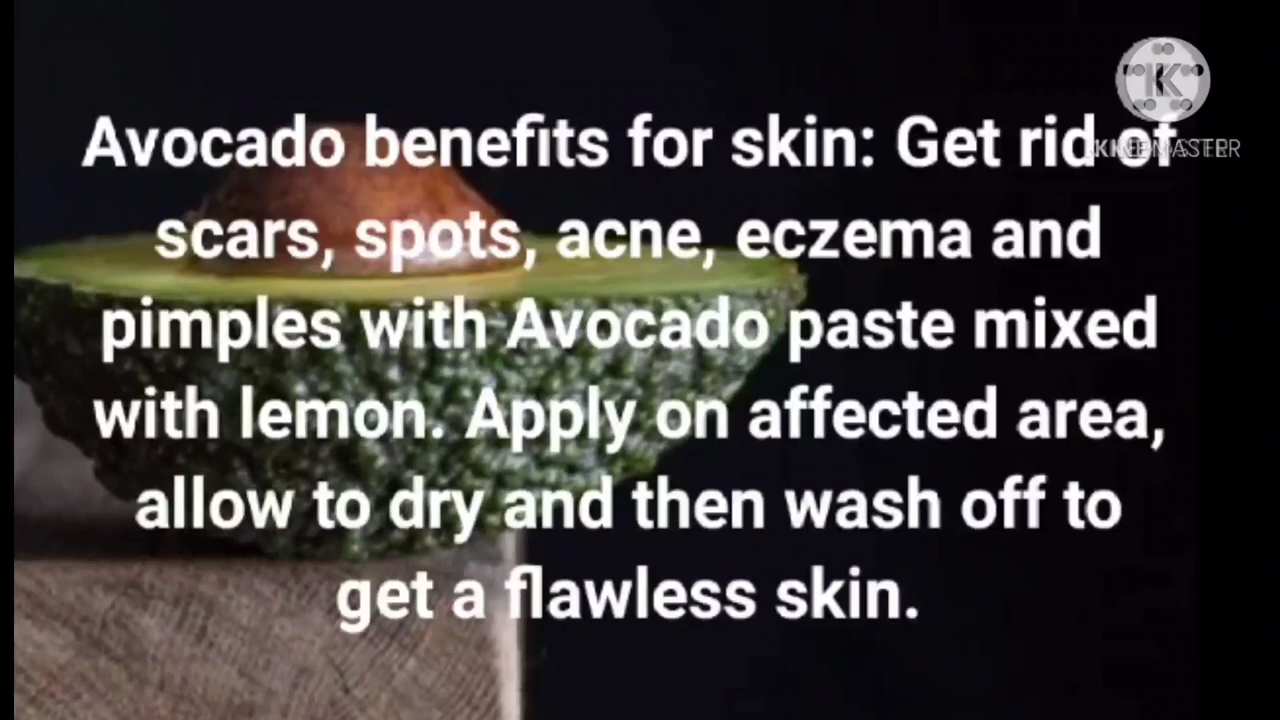 Avocado benefits for skin: Get rid of
scars, spots, acne, eczema and
pimples with Avocado paste mixed
with lemon. Apply on affected area,
allow to dry and then wash off to
get a flawless skin.
K
KINEMASTER